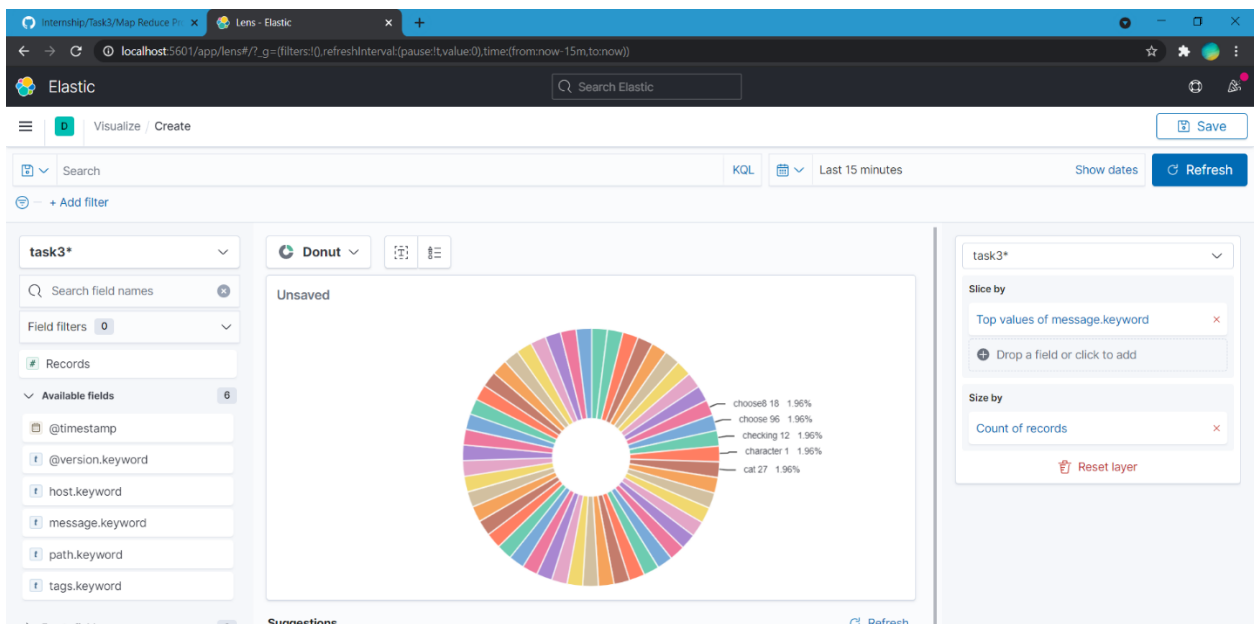 Internship/Task3/Map Reduce Pr
Lens - Elastic
localhost:5601/app/lens#/?_g=(filters:!(),refreshInterval:(pause:!t,value:0),time:(from:now-15m,to:now))
Elastic
Search Elastic
D Visualize / Create
Save
Search
KQL
Last 15 minutes
Show dates
Refresh
+ Add filter
task3*
Search field names
Field filters 0
# Records
Available fields 6
@timestamp
t @version.keyword
t host.keyword
t message.keyword
t path.keyword
t tags.keyword
Donut
Unsaved
choose8 18 1.96%
choose 96 1.96%
checking 12 1.96%
character 1 1.96%
cat 27 1.96%
Suggestions
Refresh
task3*
Slice by
Top values of message.keyword ×
Drop a field or click to add
Size by
Count of records ×
Reset layer